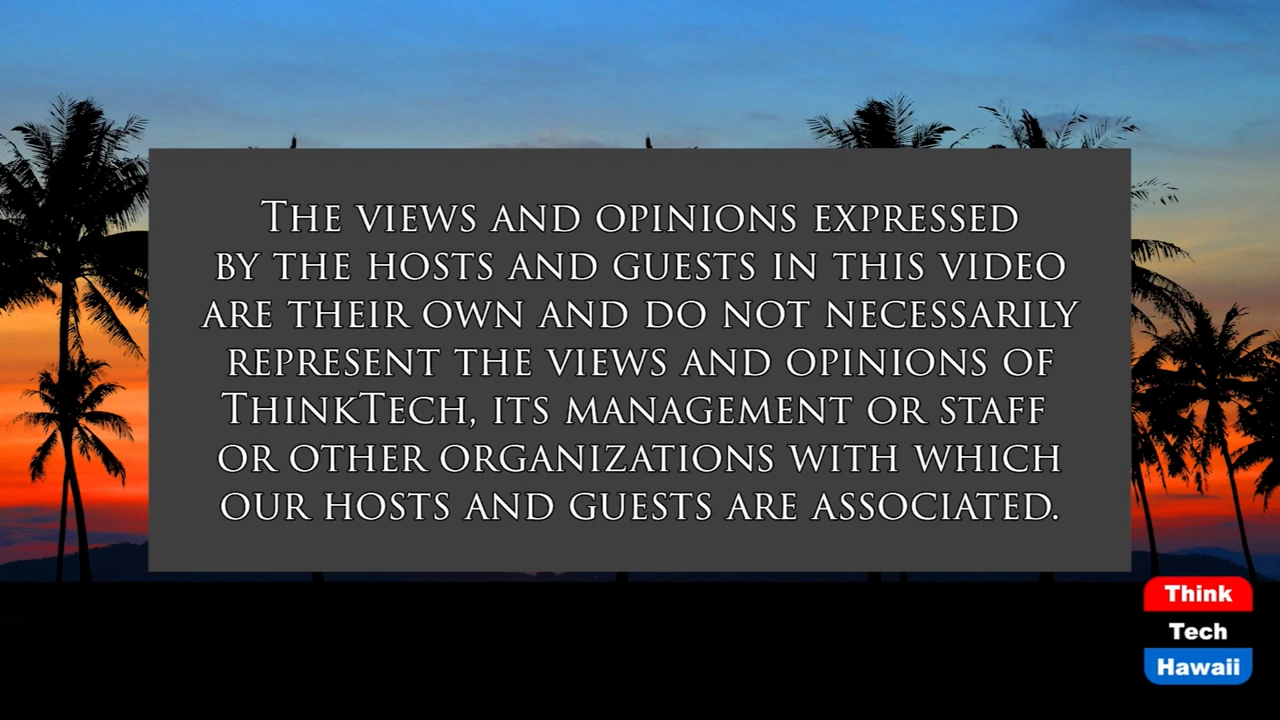 The views and opinions expressed
by the hosts and guests in this video
are their own and do not necessarily
represent the views and opinions of
ThinkTech, its management or staff
or other organizations with which
our hosts and guests are associated.
Think
Tech
Hawaii